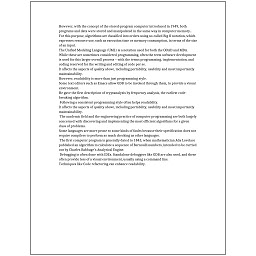 However, with the concept of the stored-program computer introduced in 1949, both
programs and data were stored and manipulated in the same way in computer memory.
For this purpose, algorithms are classified into orders using so-called Big O notation, which
expresses resource use, such as execution time or memory consumption, in terms of the size
of an input.
The Unified Modeling Language (UML) is a notation used for both the OOAD and MDA.
While these are sometimes considered programming, often the term software development
is used for this larger overall process – with the terms programming, implementation, and
coding reserved for the writing and editing of code per se.
It affects the aspects of quality above, including portability, usability and most importantly
maintainability.
However, readability is more than just programming style.
Some text editors such as Emacs allow GDB to be invoked through them, to provide a visual
environment.
He gave the first description of cryptanalysis by frequency analysis, the earliest code-
breaking algorithm.
Following a consistent programming style often helps readability.
It affects the aspects of quality above, including portability, usability and most importantly
maintainability.
The academic field and the engineering practice of computer programming are both largely
concerned with discovering and implementing the most efficient algorithms for a given
class of problems.
Some languages are more prone to some kinds of faults because their specification does not
require compilers to perform as much checking as other languages.
The first computer program is generally dated to 1843, when mathematician Ada Lovelace
published an algorithm to calculate a sequence of Bernoulli numbers, intended to be carried
out by Charles Babbage's Analytical Engine.
Debugging is often done with IDEs. Standalone debuggers like GDB are also used, and these
often provide less of a visual environment, usually using a command line.
Techniques like Code refactoring can enhance readability.